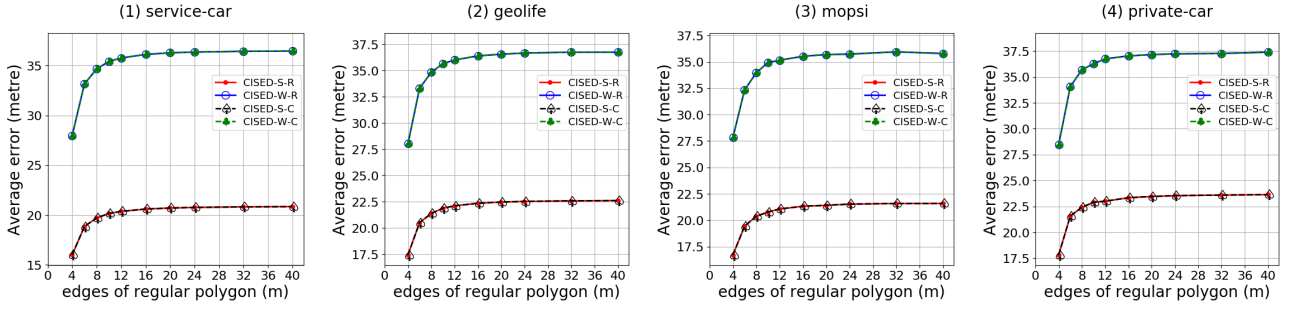 (1) service-car
Average error (metre)
35
30
25
20
15
0 4 8 12 16 20 24 28 32 36 40
edges of regular polygon (m)
CISED-S-R
CISED-W-R
CISED-S-C
CISED-W-C
(2) geolife
Average error (metre)
37.5
35.0
32.5
30.0
27.5
25.0
22.5
20.0
17.5
0 4 8 12 16 20 24 28 32 36 40
edges of regular polygon (m)
CISED-S-R
CISED-W-R
CISED-S-C
CISED-W-C
(3) mopsi
Average error (metre)
37.5
35.0
32.5
30.0
27.5
25.0
22.5
20.0
17.5
0 4 8 12 16 20 24 28 32 36 40
edges of regular polygon (m)
CISED-S-R
CISED-W-R
CISED-S-C
CISED-W-C
(4) private-car
Average error (metre)
37.5
35.0
32.5
30.0
27.5
25.0
22.5
20.0
17.5
0 4 8 12 16 20 24 28 32 36 40
edges of regular polygon (m)
CISED-S-R
CISED-W-R
CISED-S-C
CISED-W-C